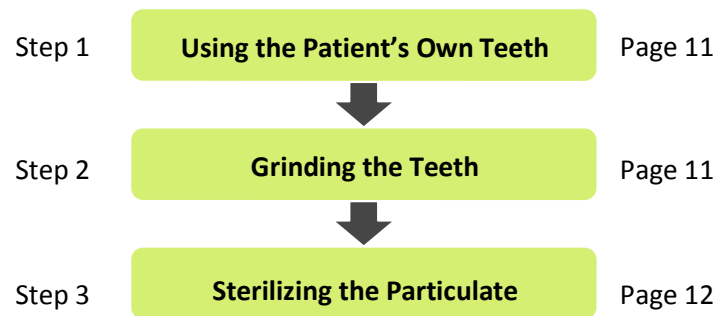 Step 1 Using the Patient's Own Teeth Page 11
Step 2 Grinding the Teeth Page 11
Step 3 Sterilizing the Particulate Page 12